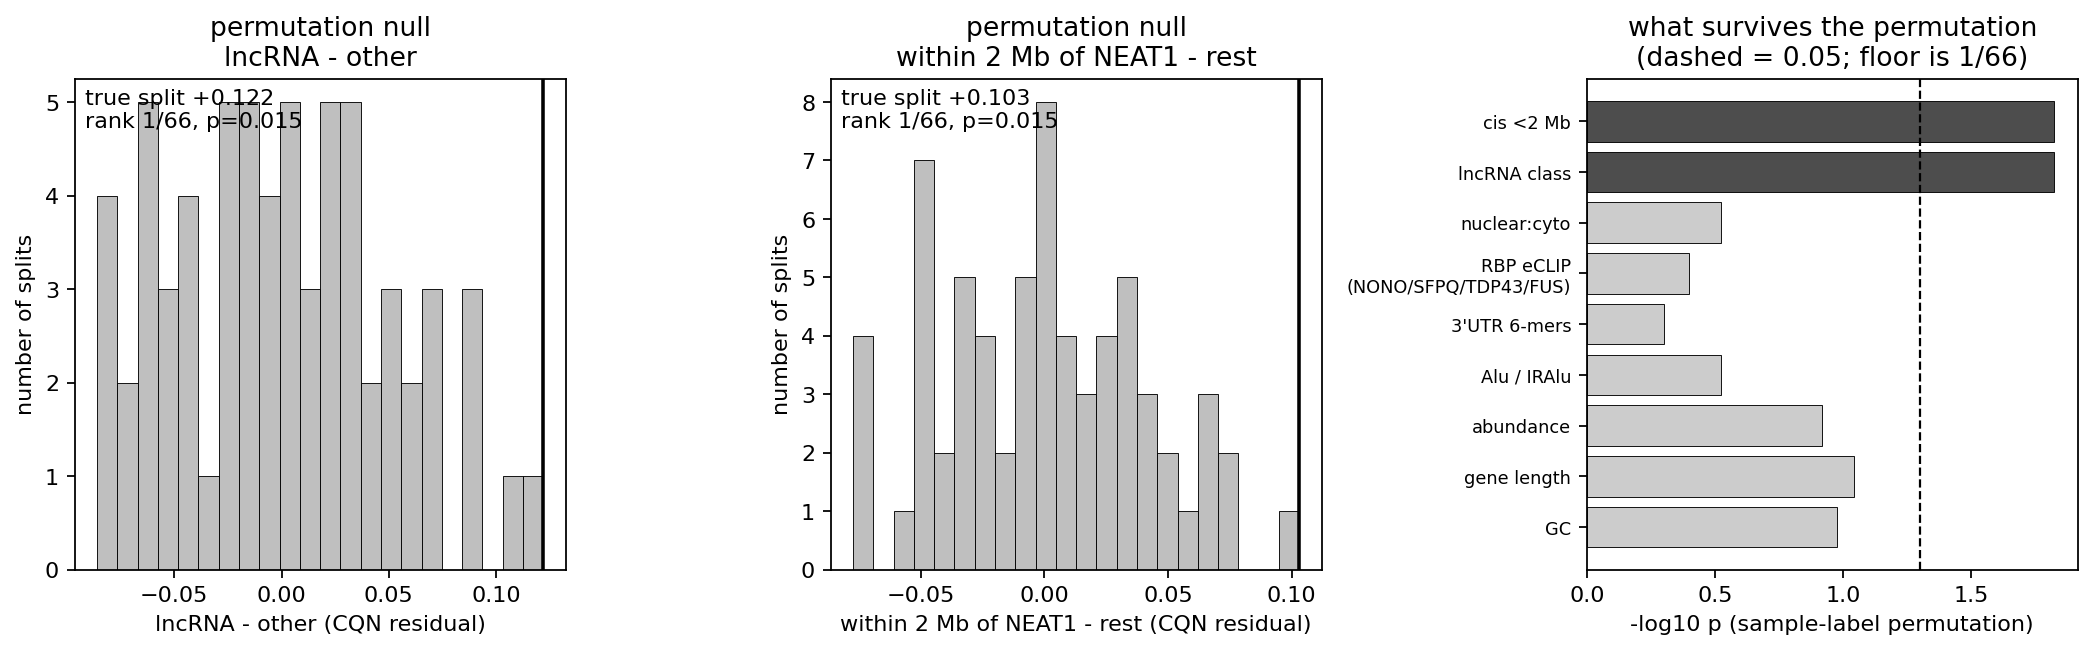 permutation null
lncRNA - other
true split +0.122
rank 1/66, p=0.015
number of splits
5
4
3
2
1
0
−0.05
0.00
0.05
0.10
lncRNA - other (CQN residual)
permutation null
within 2 Mb of NEAT1 - rest
true split +0.103
rank 1/66, p=0.015
number of splits
8
7
6
5
4
3
2
1
0
−0.05
0.00
0.05
0.10
within 2 Mb of NEAT1 - rest (CQN residual)
what survives the permutation
(dashed = 0.05; floor is 1/66)
cis <2 Mb
lncRNA class
nuclear:cyto
RBP eCLIP
(NONO/SFPQ/TDP43/FUS)
3'UTR 6-mers
Alu / IRAlu
abundance
gene length
GC
0.0
0.5
1.0
1.5
-log10 p (sample-label permutation)